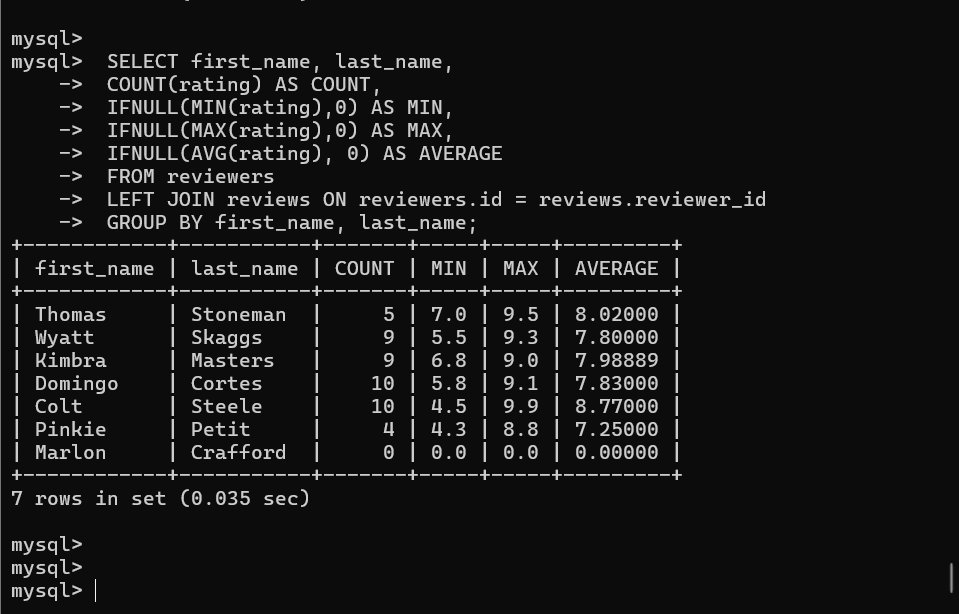 mysql>
mysql>  SELECT first_name, last_name,
    ->  COUNT(rating) AS COUNT,
    ->  IFNULL(MIN(rating),0) AS MIN,
    ->  IFNULL(MAX(rating),0) AS MAX,
    ->  IFNULL(AVG(rating), 0) AS AVERAGE
    ->  FROM reviewers
    ->  LEFT JOIN reviews ON reviewers.id = reviews.reviewer_id
    ->  GROUP BY first_name, last_name;
+------------+-----------+-------+-----+-----+---------+
| first_name | last_name | COUNT | MIN | MAX | AVERAGE |
+------------+-----------+-------+-----+-----+---------+
| Thomas     | Stoneman  |     5 | 7.0 | 9.5 | 8.02000 |
| Wyatt      | Skaggs    |     9 | 5.5 | 9.3 | 7.80000 |
| Kimbra     | Masters   |     9 | 6.8 | 9.0 | 7.98889 |
| Domingo    | Cortes    |    10 | 5.8 | 9.1 | 7.83000 |
| Colt       | Steele    |    10 | 4.5 | 9.9 | 8.77000 |
| Pinkie     | Petit     |     4 | 4.3 | 8.8 | 7.25000 |
| Marlon     | Crafford  |     0 | 0.0 | 0.0 | 0.00000 |
+------------+-----------+-------+-----+-----+---------+
7 rows in set (0.035 sec)
mysql>
mysql>
mysql>